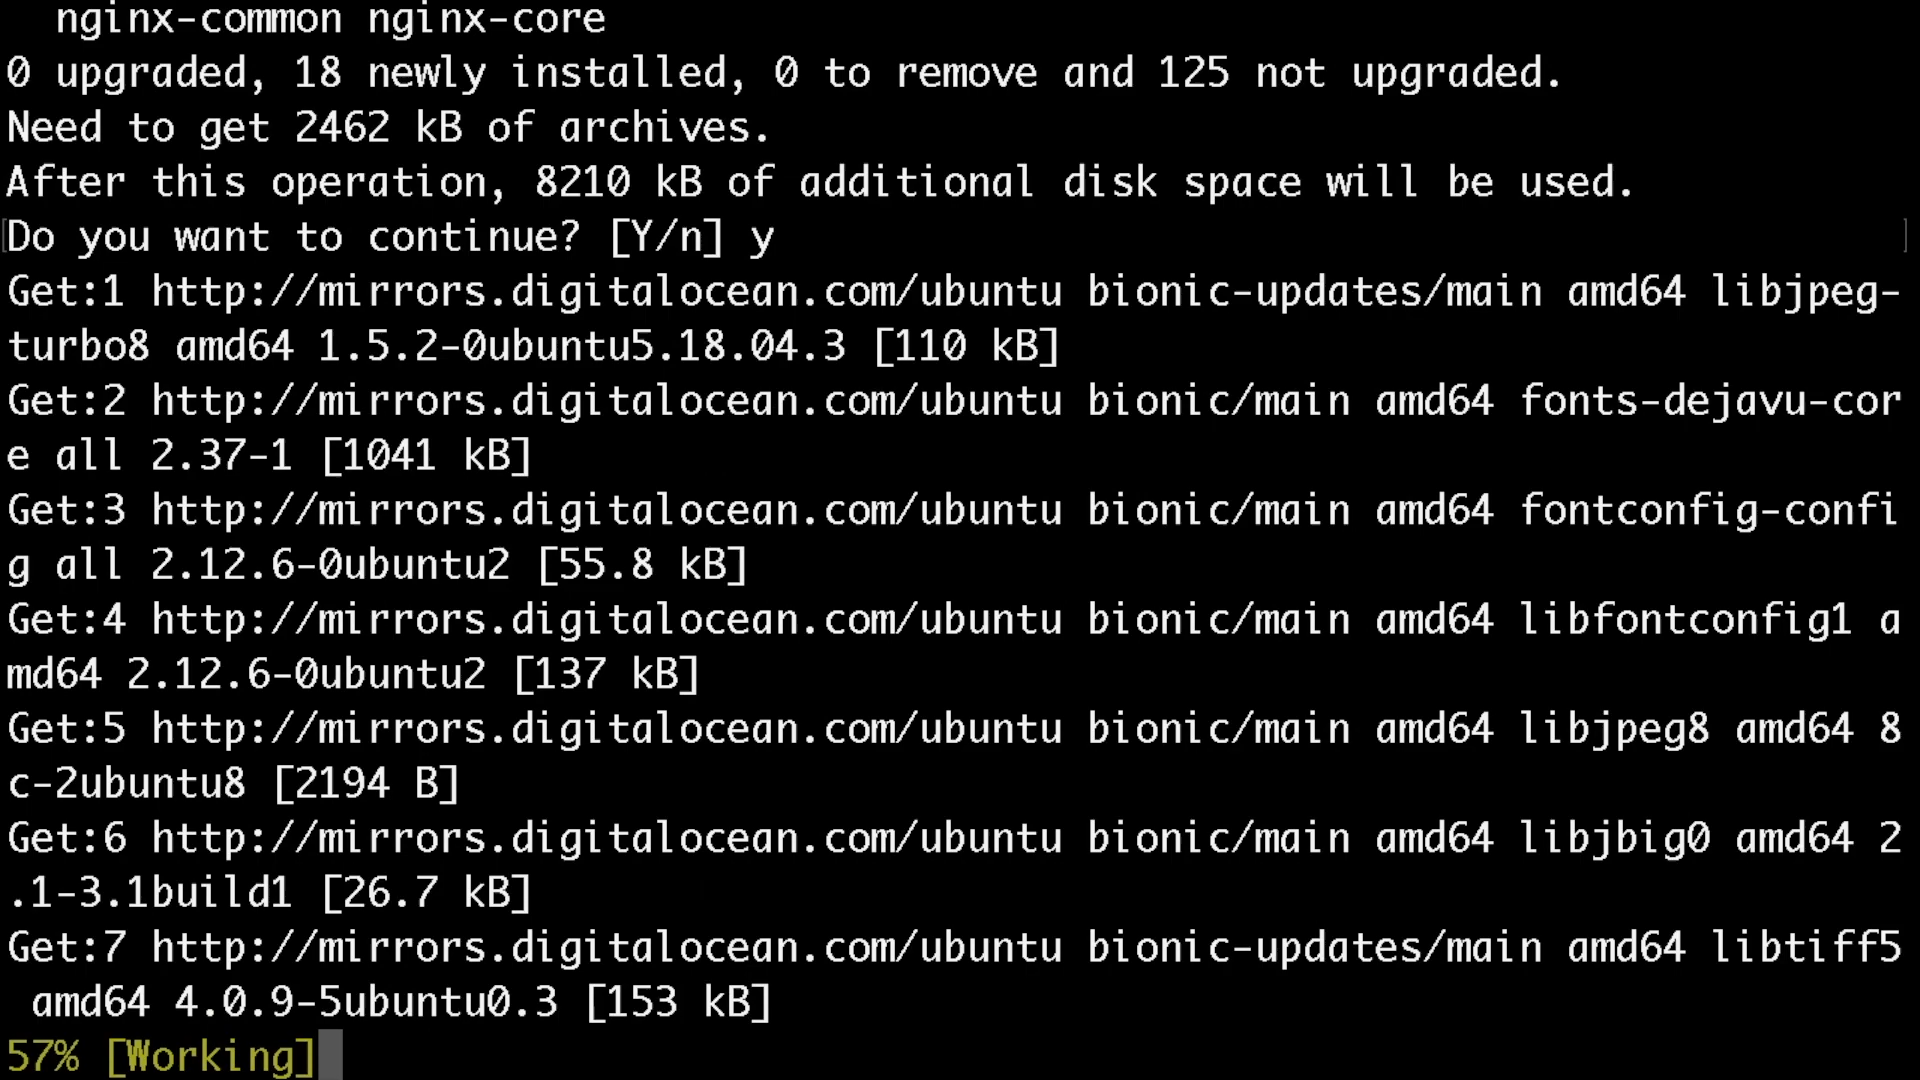 nginx-common nginx-core
0 upgraded, 18 newly installed, 0 to remove and 125 not upgraded.
Need to get 2462 kB of archives.
After this operation, 8210 kB of additional disk space will be used.
Do you want to continue? [Y/n] y
Get:1 http://mirrors.digitalocean.com/ubuntu bionic-updates/main amd64 libjpeg-
turbo8 amd64 1.5.2-0ubuntu5.18.04.3 [110 kB]
Get:2 http://mirrors.digitalocean.com/ubuntu bionic/main amd64 fonts-dejavu-cor
e all 2.37-1 [1041 kB]
Get:3 http://mirrors.digitalocean.com/ubuntu bionic/main amd64 fontconfig-confi
g all 2.12.6-0ubuntu2 [55.8 kB]
Get:4 http://mirrors.digitalocean.com/ubuntu bionic/main amd64 libfontconfig1 a
md64 2.12.6-0ubuntu2 [137 kB]
Get:5 http://mirrors.digitalocean.com/ubuntu bionic/main amd64 libjpeg8 amd64 8
c-2ubuntu8 [2194 B]
Get:6 http://mirrors.digitalocean.com/ubuntu bionic/main amd64 libjbig0 amd64 2
.1-3.1build1 [26.7 kB]
Get:7 http://mirrors.digitalocean.com/ubuntu bionic-updates/main amd64 libtiff5
 amd64 4.0.9-5ubuntu0.3 [153 kB]
57% [Working]